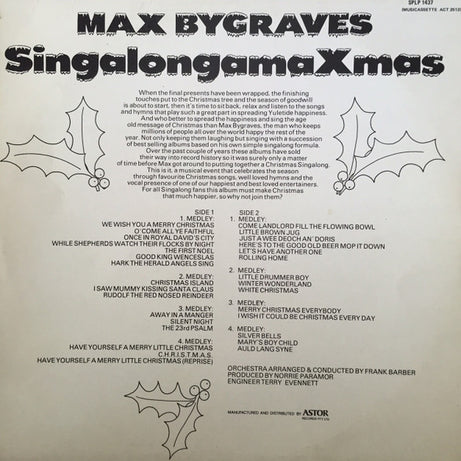 SPLP 1437
(MUSICASSETTE ACT 2513)
MAX BYGRAVES
SingalongamaXmas
When the final presents have been wrapped, the finishing
touches put to the Christmas tree and the season of goodwill
is about to start, then it's time to sit back, relax and listen to the songs
and hymns that play such a great part in spreading Yuletide happiness.
And who better to spread the happiness and sing the age
old message of Christmas than Max Bygraves, the man who keeps
millions of people all over the world happy the rest of the
year. Not only keeping them laughing but singing with a succession
of best selling albums based on his own simple singalong formula.
Over the past couple of years these albums have sold
their way into record history so it was surely only a matter
of time before Max got around to putting together a Christmas Singalong.
This is it, a musical event that celebrates the season
through favourite Christmas songs, well loved hymns and the
vocal presence of one of our happiest and best loved entertainers.
For all Singalong fans this album must make Christmas
that much happier, so why not join them?
SIDE 1
1. MEDLEY:
WE WISH YOU A MERRY CHRISTMAS
O'COME ALL YE FAITHFUL
ONCE IN ROYAL DAVID'S CITY
WHILE SHEPHERDS WATCH THEIR FLOCKS BY NIGHT
THE FIRST NOEL
GOOD KING WENCESLAS
HARK THE HERALD ANGELS SING
2. MEDLEY:
CHRISTMAS ISLAND
I SAW MUMMY KISSING SANTA CLAUS
RUDOLF THE RED NOSED REINDEER
3. MEDLEY:
AWAY IN A MANGER
SILENT NIGHT
THE 23rd PSALM
4. MEDLEY:
HAVE YOURSELF A MERRY LITTLE CHRISTMAS
C.H.R.I.S.T.M.A.S.
HAVE YOURSELF A MERRY LITTLE CHRISTMAS (REPRISE)
SIDE 2
1. MEDLEY:
COME LANDLORD FILL THE FLOWING BOWL
LITTLE BROWN JUG
JUST A WEE DEOCH AN' DORIS
HERE'S TO THE GOOD OLD BEER MOP IT DOWN
LET'S HAVE ANOTHER ONE
ROLLING HOME
2. MEDLEY:
LITTLE DRUMMER BOY
WINTER WONDERLAND
WHITE CHRISTMAS
3. MEDLEY:
MERRY CHRISTMAS EVERYBODY
I WISH IT COULD BE CHRISTMAS EVERY DAY
4. MEDLEY:
SILVER BELLS
MARY'S BOY CHILD
AULD LANG SYNE
ORCHESTRA ARRANGED & CONDUCTED BY FRANK BARBER
PRODUCED BY NORRIE PARAMOR
ENGINEER TERRY EVENNETT
MANUFACTURED AND DISTRIBUTED BY ASTOR
RECORDS PTY. LTD